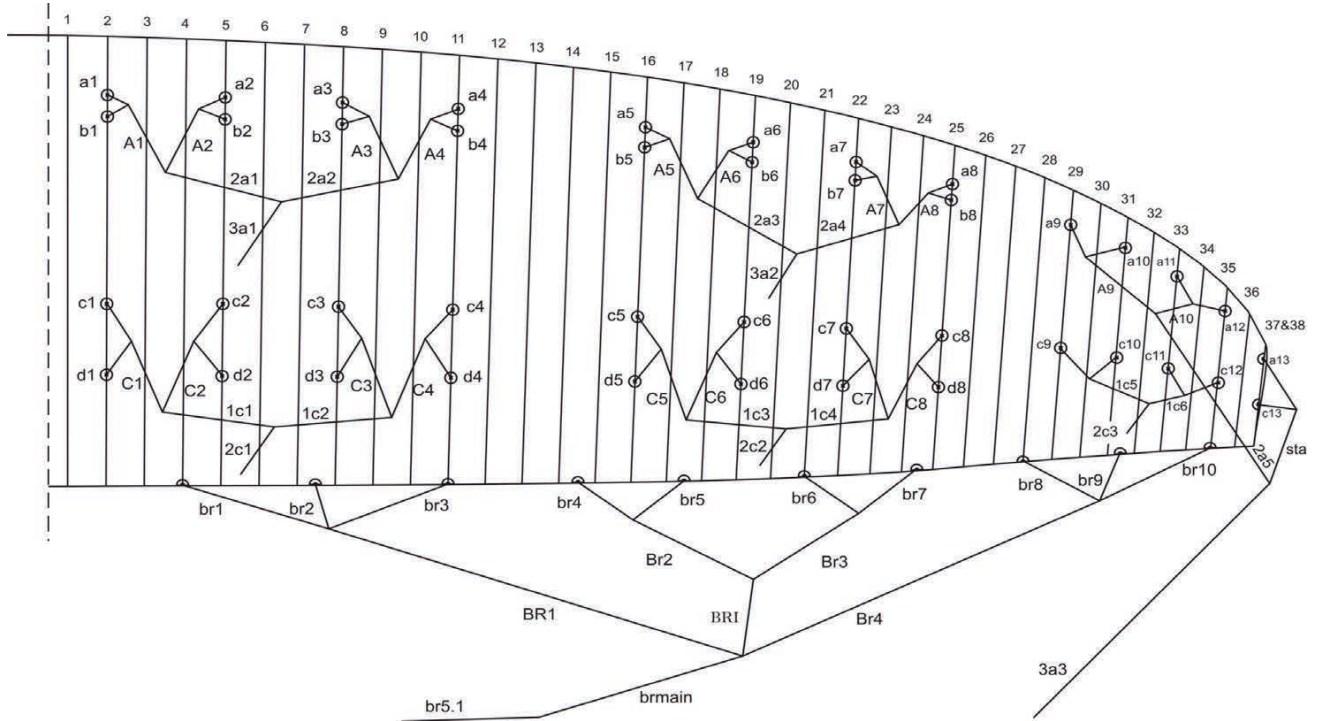 1 2 3 4 5 6 7 8 9 10 11 12 13 14 15 16 17 18 19 20 21 22 23 24 25 26 27 28 29 30 31 32 33 34 35 36 37&38
a1 a2 a3 a4 a5 a6 a7 a8 a9 a10 a11 a12 a13
b1 b2 b3 b4 b5 b6 b7 b8
A1 A2 A3 A4 A5 A6 A7 A8 A9 A10
2a1 2a2 2a3 2a4 2a5
3a1 3a2
c1 c2 c3 c4 c5 c6 c7 c8 c9 c10 c11 c12 c13
d1 d2 d3 d4 d5 d6 d7 d8
C1 C2 C3 C4 C5 C6 C7 C8
1c1 1c2 1c3 1c4 1c5 1c6
2c1 2c2 2c3
sta
br1 br2 br3 br4 br5 br6 br7 br8 br9 br10
Br2 Br3
BR1 BRI Br4
3a3
brmain
br5.1